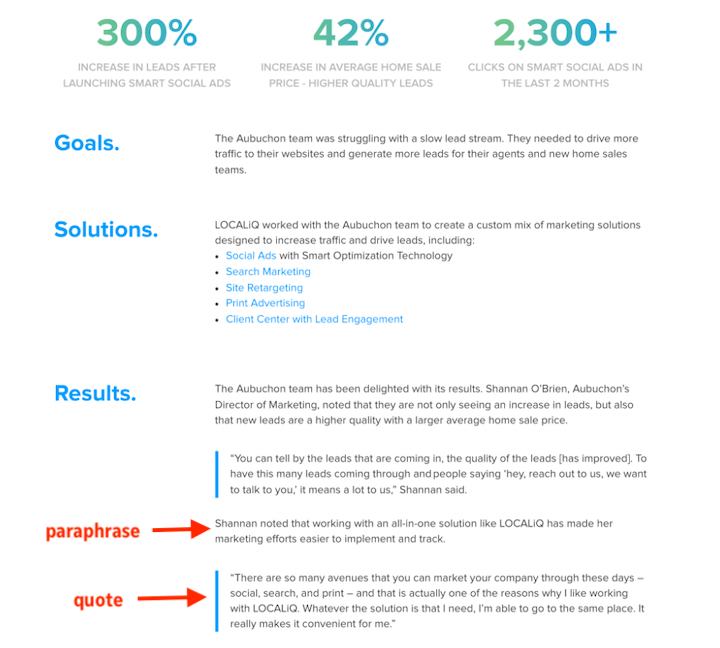 300%
42%
2,300+
INCREASE IN LEADS AFTER
LAUNCHING SMART SOCIAL ADS
INCREASE IN AVERAGE HOME SALE
PRICE - HIGHER QUALITY LEADS
CLICKS ON SMART SOCIAL ADS IN
THE LAST 2 MONTHS
Goals.
The Aubuchon team was struggling with a slow lead stream. They needed to drive more
traffic to their websites and generate more leads for their agents and new home sales
teams.
Solutions.
LOCALiQ worked with the Aubuchon team to create a custom mix of marketing solutions
designed to increase traffic and drive leads, including:
• Social Ads with Smart Optimization Technology
• Search Marketing
• Site Retargeting
• Print Advertising
• Client Center with Lead Engagement
Results.
The Aubuchon team has been delighted with its results. Shannan O’Brien, Aubuchon’s
Director of Marketing, noted that they are not only seeing an increase in leads, but also
that new leads are a higher quality with a larger average home sale price.
“You can tell by the leads that are coming in, the quality of the leads [has improved]. To
have this many leads coming through and people saying ‘hey, reach out to us, we want
to talk to you,’ it means a lot to us,” Shannan said.
paraphrase
Shannan noted that working with an all-in-one solution like LOCALiQ has made her
marketing efforts easier to implement and track.
quote
“There are so many avenues that you can market your company through these days –
social, search, and print – and that is actually one of the reasons why I like working
with LOCALiQ. Whatever the solution is that I need, I’m able to go to the same place. It
really makes it convenient for me.”